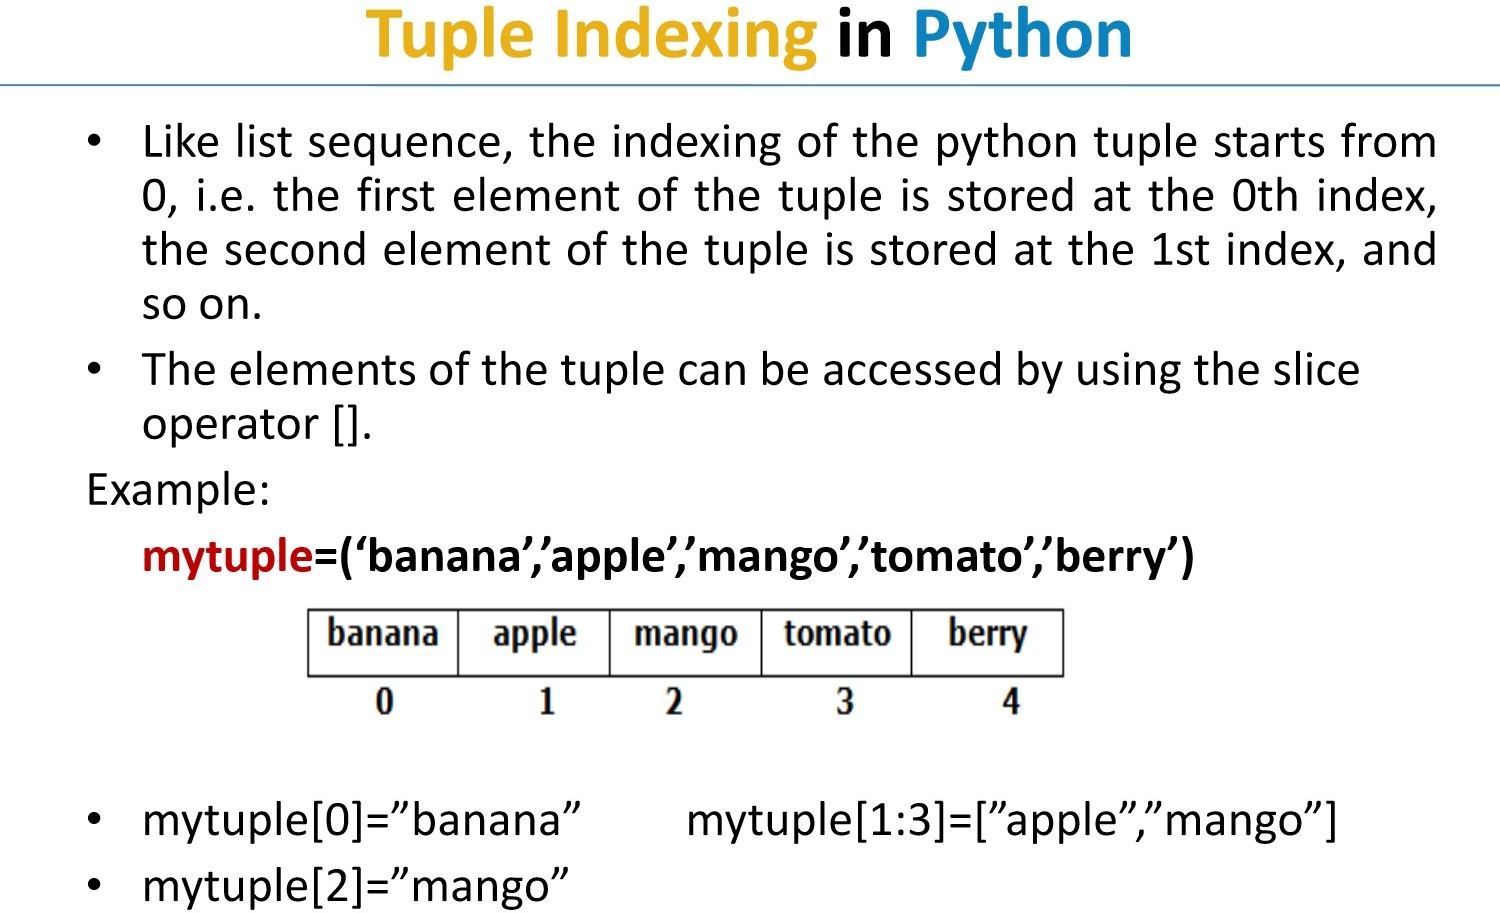 Tuple Indexing in Python
• Like list sequence, the indexing of the python tuple starts from
0, i.e. the first element of the tuple is stored at the 0th index,
the second element of the tuple is stored at the 1st index, and
so on.
• The elements of the tuple can be accessed by using the slice
operator [].
Example:
mytuple=(‘banana’,’apple’,’mango’,’tomato’,’berry’)
banana apple mango tomato berry
0 1 2 3 4
• mytuple[0]=”banana” mytuple[1:3]=[”apple”,”mango”]
• mytuple[2]=”mango”